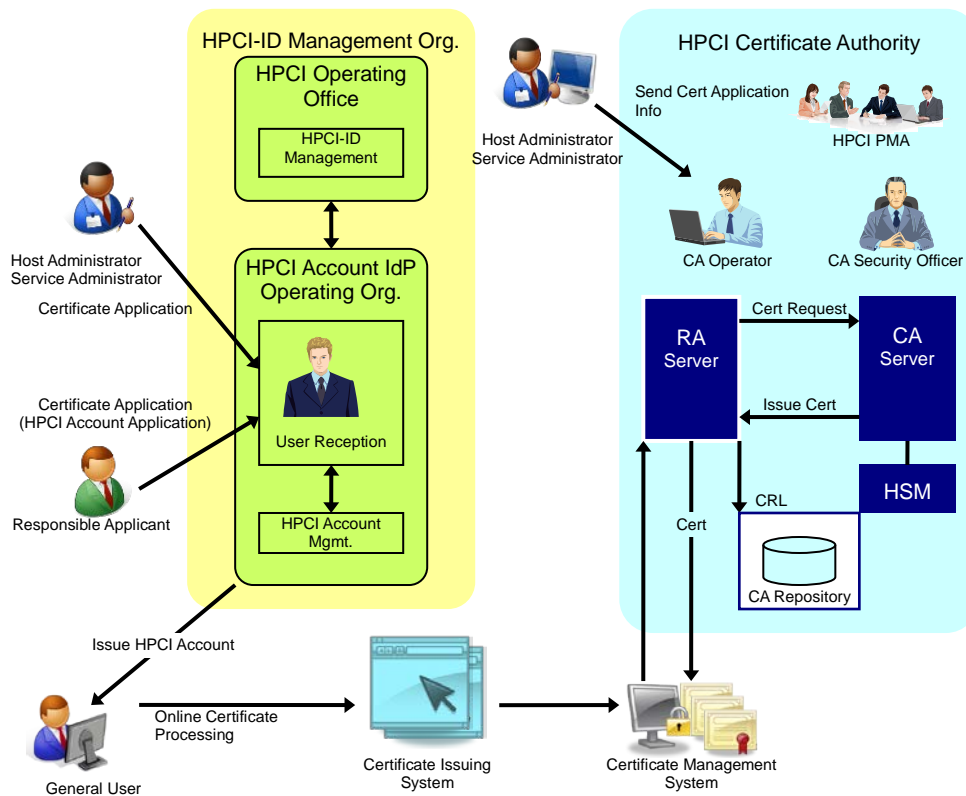 HPCI-ID Management Org.
HPCI Operating
Office
HPCI-ID
Management
Host Administrator
Service Administrator
Certificate Application
HPCI Account IdP
Operating Org.
User Reception
Certificate Application
(HPCI Account Application)
Responsible Applicant
HPCI Account
Mgmt.
Issue HPCI Account
General User
Online Certificate
Processing
Certificate Issuing
System
Certificate Management
System
Host Administrator
Service Administrator
HPCI Certificate Authority
Send Cert Application
Info
HPCI PMA
CA Operator
CA Security Officer
RA
Server
Cert Request
CA
Server
Issue Cert
HSM
CRL
Cert
CA Repository